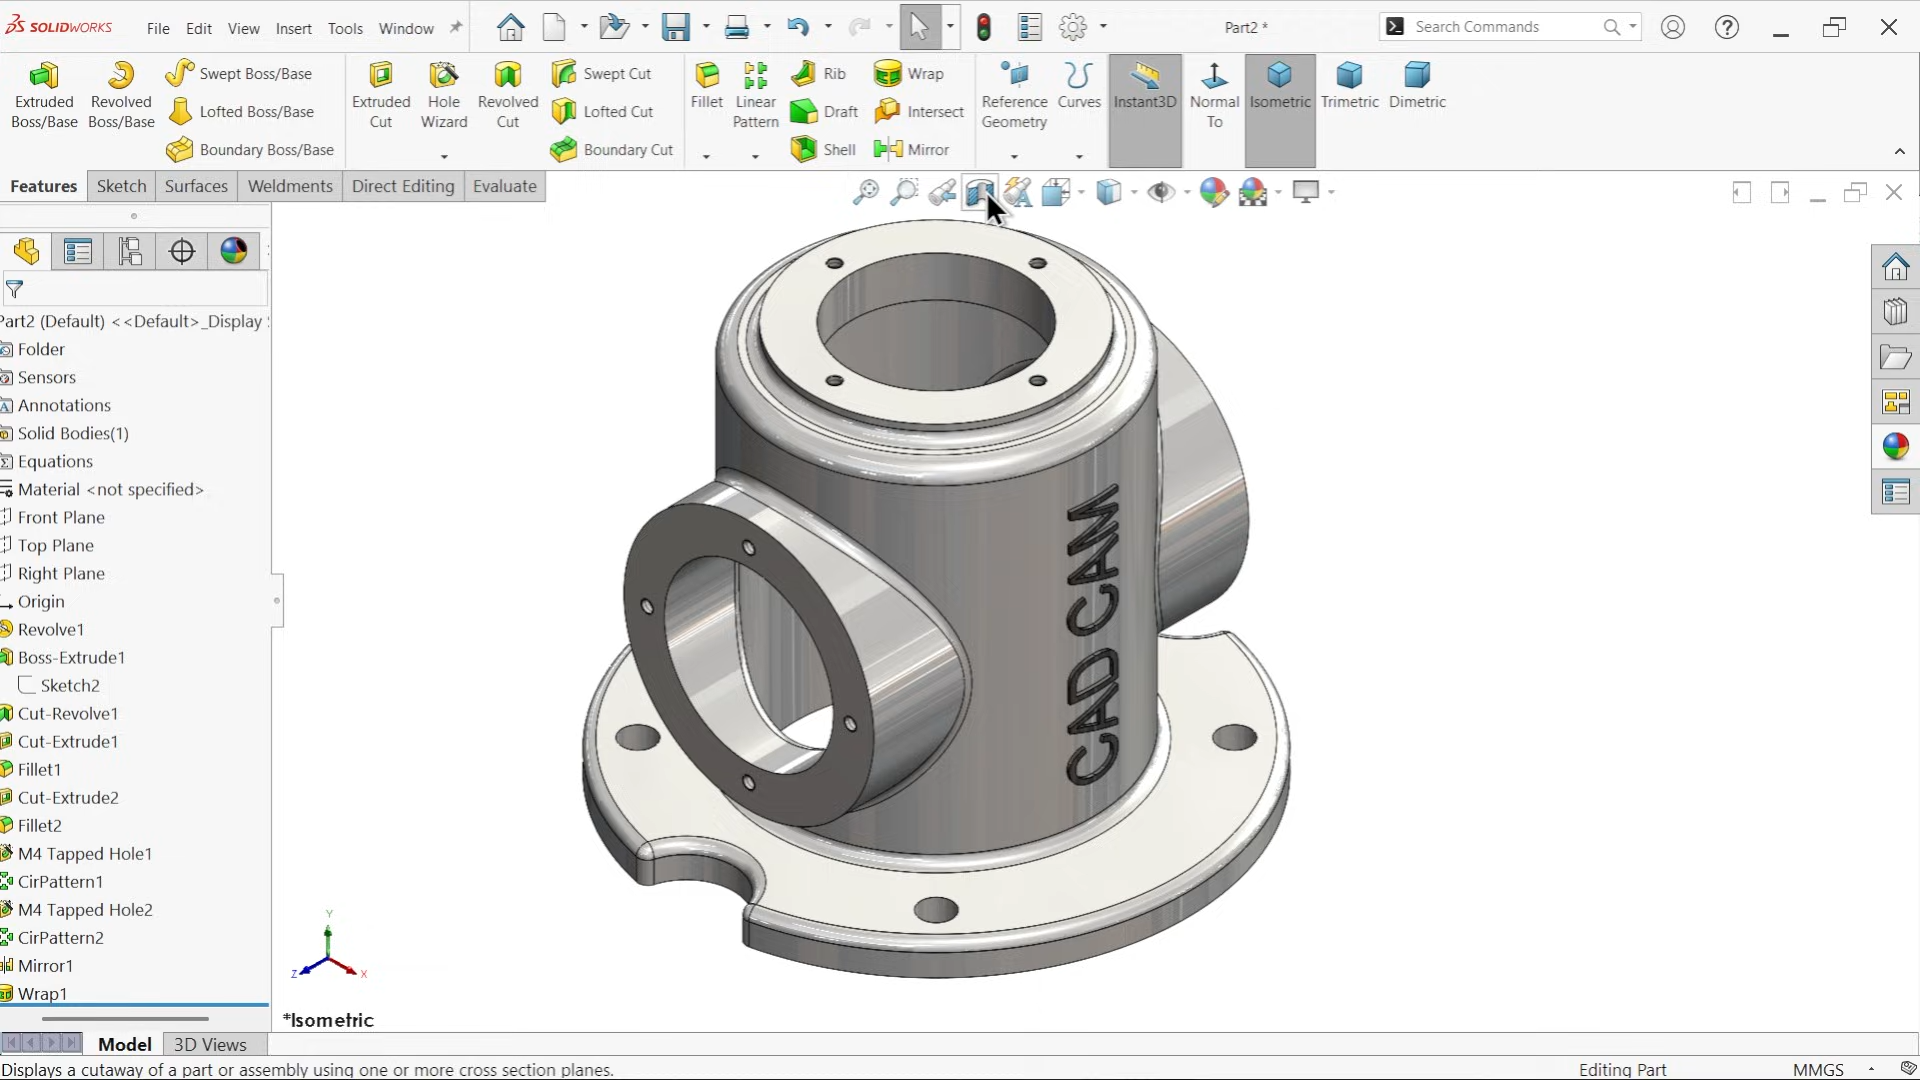 SOLIDWORKS
File Edit View Insert Tools Window
Part2 *
Search Commands
Extruded Boss/Base
Revolved Boss/Base
Swept Boss/Base
Lofted Boss/Base
Boundary Boss/Base
Extruded Cut
Hole Wizard
Revolved Cut
Swept Cut
Lofted Cut
Boundary Cut
Fillet
Linear Pattern
Rib
Draft
Shell
Wrap
Intersect
Mirror
Reference Geometry
Curves
Instant3D
Normal To
Isometric
Trimetric
Dimetric
Features Sketch Surfaces Weldments Direct Editing Evaluate
Part2 (Default) <<Default>_Display
Folder
Sensors
Annotations
Solid Bodies(1)
Equations
Material <not specified>
Front Plane
Top Plane
Right Plane
Origin
Revolve1
Boss-Extrude1
Sketch2
Cut-Revolve1
Cut-Extrude1
Fillet1
Cut-Extrude2
Fillet2
M4 Tapped Hole1
CirPattern1
M4 Tapped Hole2
CirPattern2
Mirror1
Wrap1
CAD CAM
Y
Z
X
*Isometric
Model 3D Views
Displays a cutaway of a part or assembly using one or more cross section planes.
Editing Part
MMGS